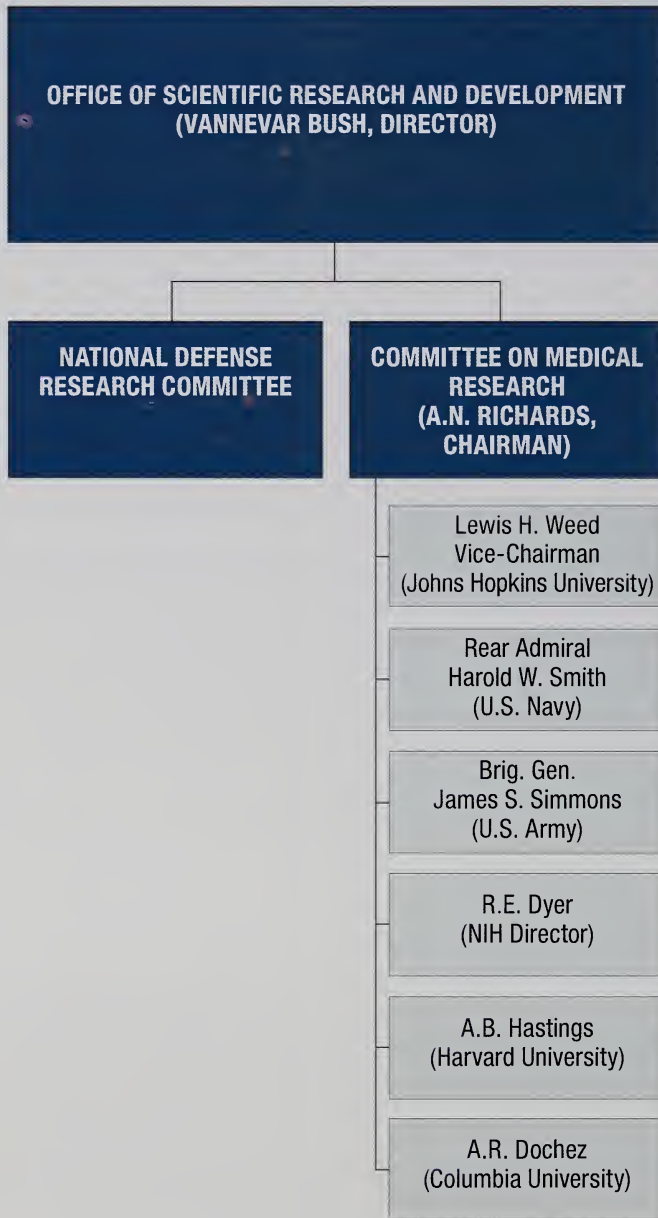 OFFICE OF SCIENTIFIC RESEARCH AND DEVELOPMENT
(VANNEVAR BUSH, DIRECTOR)
NATIONAL DEFENSE
RESEARCH COMMITTEE
COMMITTEE ON MEDICAL
RESEARCH
(A.N. RICHARDS,
CHAIRMAN)
Lewis H. Weed
Vice-Chairman
(Johns Hopkins University)
Rear Admiral
Harold W. Smith
(U.S. Navy)
Brig. Gen.
James S. Simmons
(U.S. Army)
R.E. Dyer
(NIH Director)
A.B. Hastings
(Harvard University)
A.R. Dochez
(Columbia University)